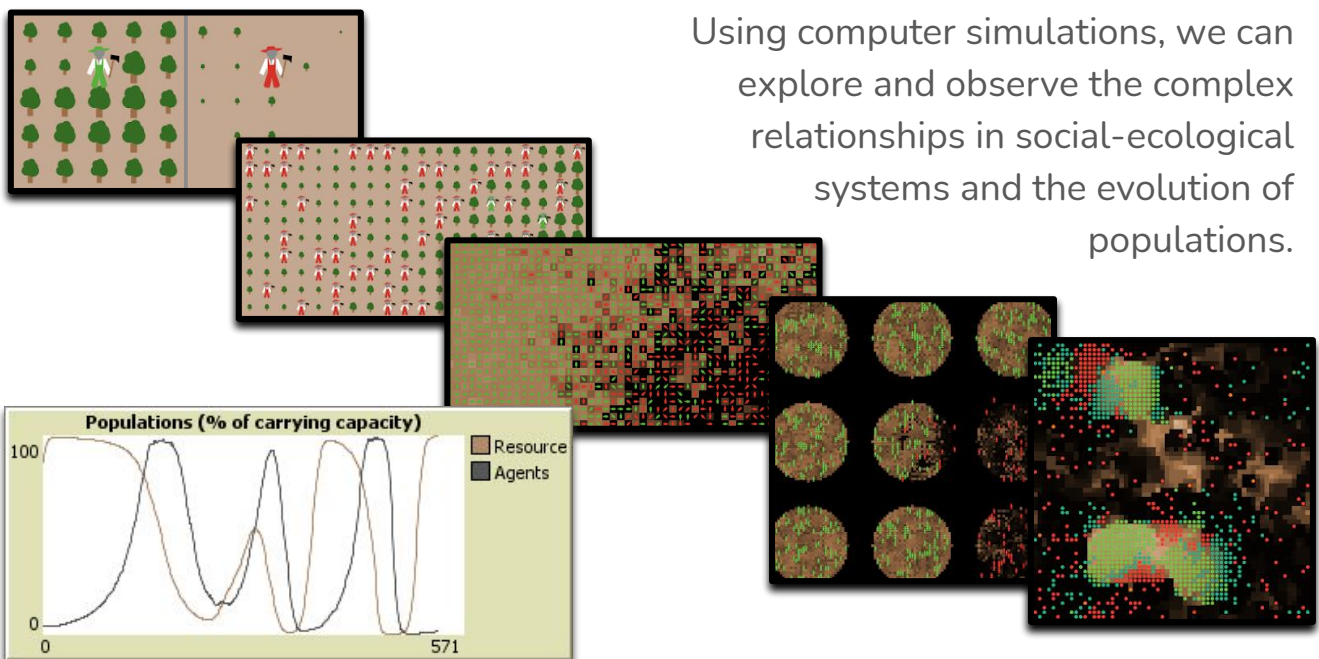 Using computer simulations, we can
explore and observe the complex
relationships in social-ecological
systems and the evolution of
populations.
Populations (% of carrying capacity)
100
0
0
571
Resource
Agents